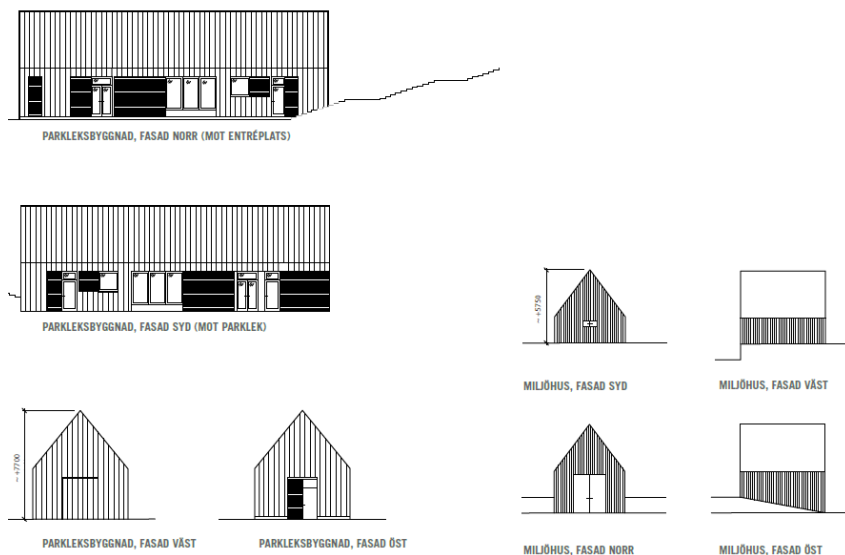 PARKLEKSBYGGNAD, FASAD NORR (MOT ENTRÉPLATS)
PARKLEKSBYGGNAD, FASAD SYD (MOT PARKLEK)
~ +5750
MILJÖHUS, FASAD SYD
MILJÖHUS, FASAD VÄST
~ +7700
PARKLEKSBYGGNAD, FASAD VÄST
PARKLEKSBYGGNAD, FASAD ÖST
MILJÖHUS, FASAD NORR
MILJÖHUS, FASAD ÖST